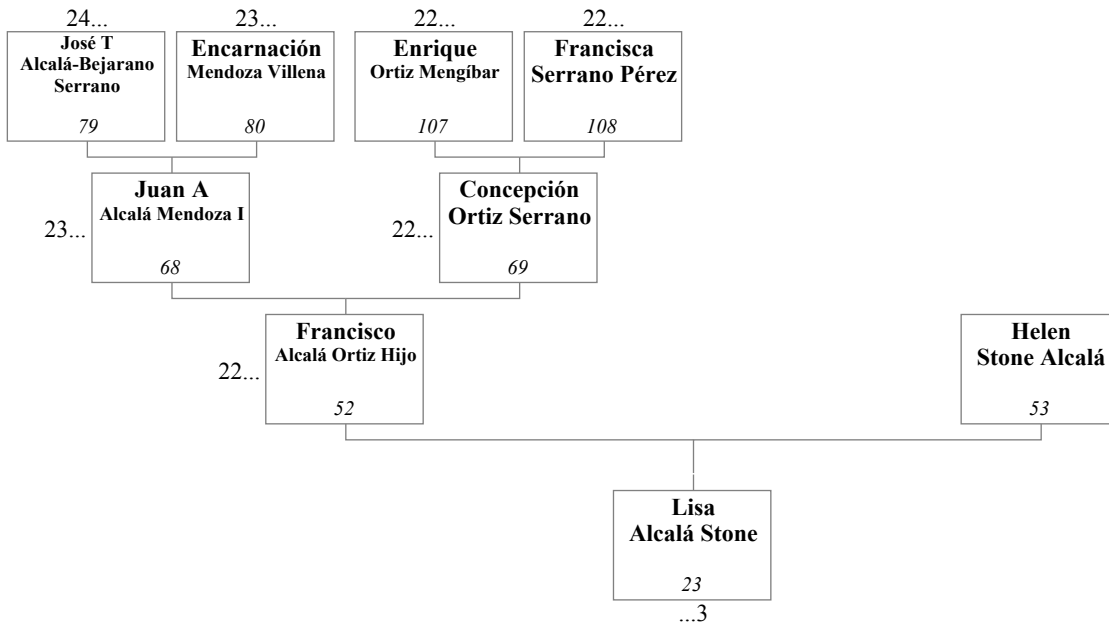 24...
José T
Alcalá-Bejarano
Serrano
79
23...
Encarnación
Mendoza Villena
80
22...
Enrique
Ortiz Mengíbar
107
22...
Francisca
Serrano Pérez
108
23...
Juan A
Alcalá Mendoza I
68
22...
Concepción
Ortiz Serrano
69
22...
Francisco
Alcalá Ortiz Hijo
52
Helen
Stone Alcalá
53
Lisa
Alcalá Stone
23
...3